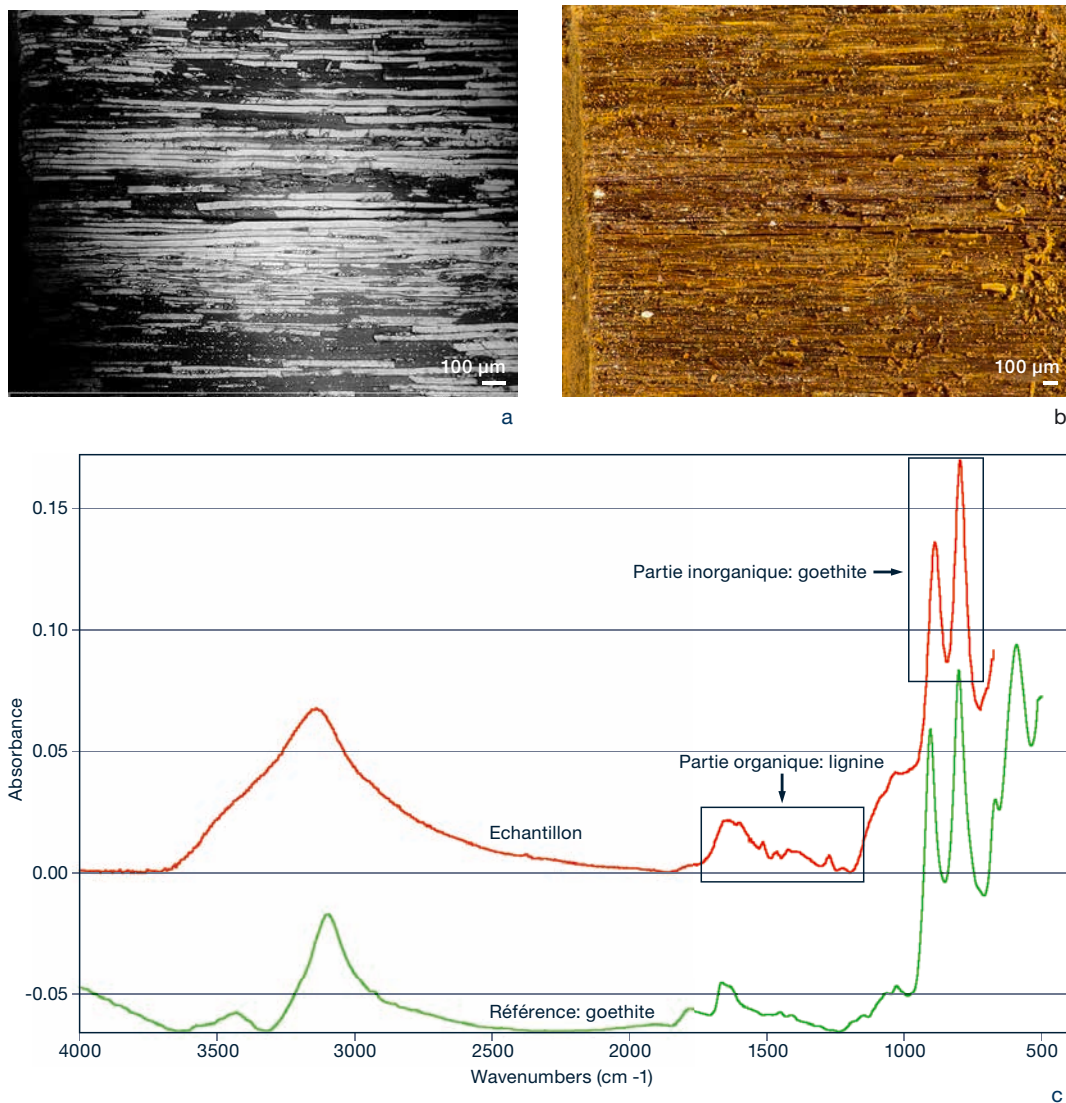 100 µm
a
100 µm
b
0.15
0.10
0.05
0.00
-0.05
Absorbance
Partie inorganique: goethite
Partie organique: lignine
Echantillon
Référence: goethite
4000 3500 3000 2500 2000 1500 1000 500
Wavenumbers (cm -1)
c